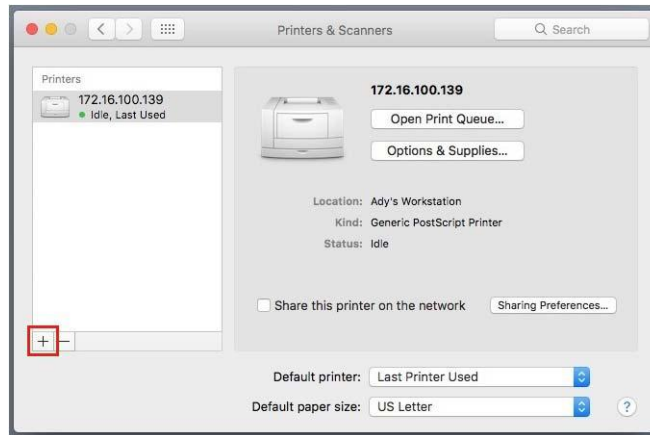 Printers & Scanners
Search
Printers
172.16.100.139
Idle, Last Used
172.16.100.139
Open Print Queue...
Options & Supplies...
Location: Ady's Workstation
Kind: Generic PostScript Printer
Status: Idle
Share this printer on the network
Sharing Preferences...
+ −
Default printer: Last Printer Used
Default paper size: US Letter
?